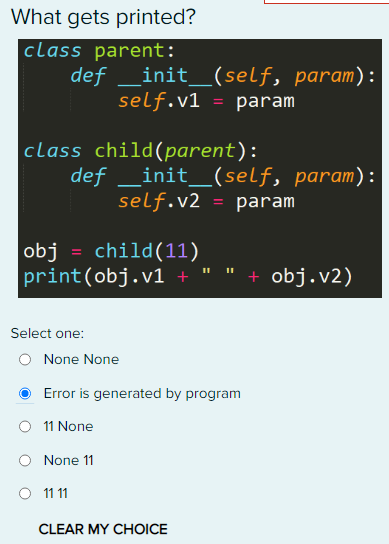 What gets printed?
class parent:
    def __init__(self, param):
        self.v1 = param
class child(parent):
    def __init__(self, param):
        self.v2 = param
obj = child(11)
print(obj.v1 + " " + obj.v2)
Select one:
None None
Error is generated by program
11 None
None 11
11 11
CLEAR MY CHOICE